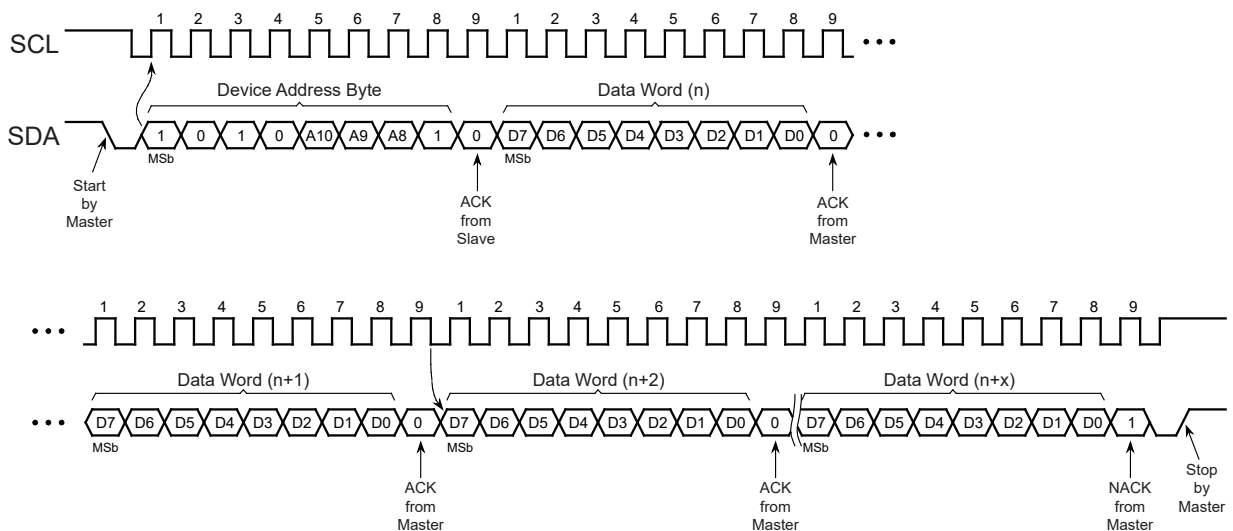 1 2 3 4 5 6 7 8 9 1 2 3 4 5 6 7 8 9
SCL
Device Address Byte Data Word (n)
SDA 1 0 1 0 A10 A9 A8 1 0 D7 D6 D5 D4 D3 D2 D1 D0 0
MSb MSb
Start
by
Master
ACK
from
Slave
ACK
from
Master
1 2 3 4 5 6 7 8 9 1 2 3 4 5 6 7 8 9 1 2 3 4 5 6 7 8 9
Data Word (n+1) Data Word (n+2) Data Word (n+x)
D7 D6 D5 D4 D3 D2 D1 D0 0 D7 D6 D5 D4 D3 D2 D1 D0 0 D7 D6 D5 D4 D3 D2 D1 D0 1
MSb MSb MSb
ACK
from
Master
ACK
from
Master
NACK
from
Master
Stop
by
Master